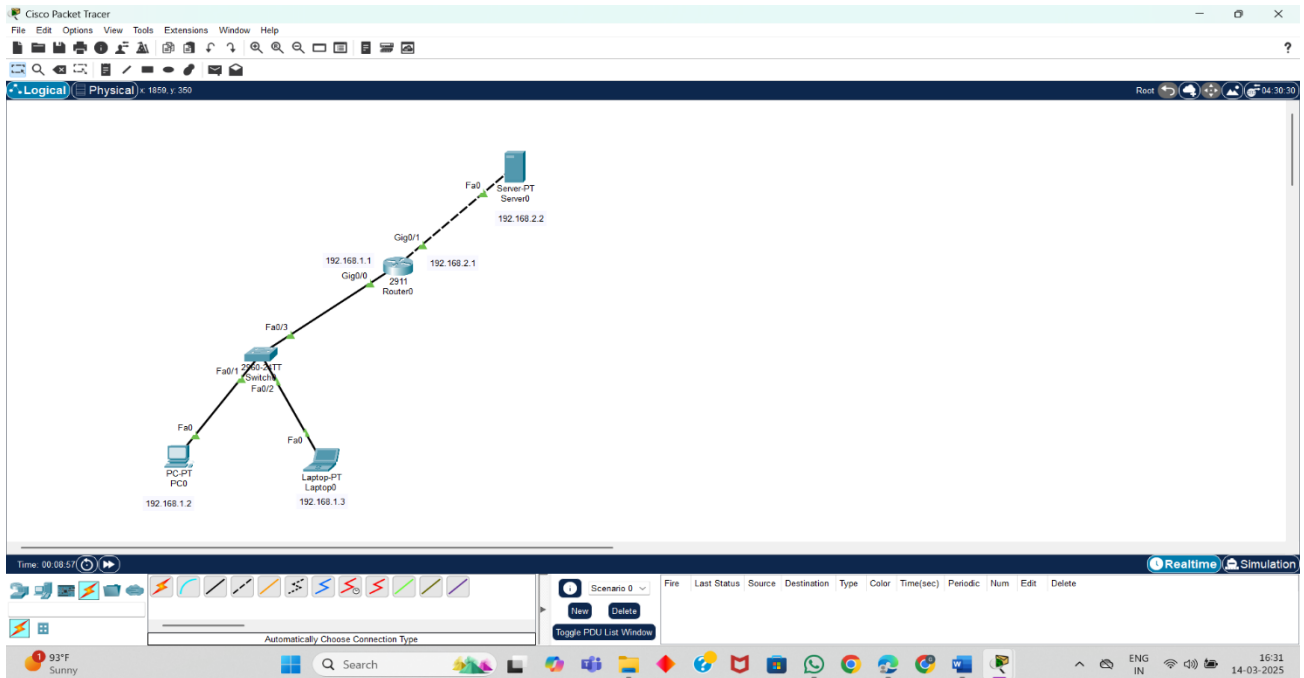 Cisco Packet Tracer
File Edit Options View Tools Extensions Window Help
?
Logical Physical x: 1859, y: 350 Root 04:30:30
Fa0 Server-PT
Server0
192.168.2.2
Gig0/1
192.168.1.1 192.168.2.1
Gig0/0 2911
Router0
Fa0/3
2960-24TT
Fa0/1 Switch0
Fa0/2
Fa0
Fa0
PC-PT
PC0
Laptop-PT
Laptop0
192.168.1.2 192.168.1.3
Time: 00:08:57 Realtime Simulation
Scenario 0 Fire Last Status Source Destination Type Color Time(sec) Periodic Num Edit Delete
New Delete
Toggle PDU List Window
Automatically Choose Connection Type
1 93°F
Sunny
Search
ENG
IN
16:31
14-03-2025